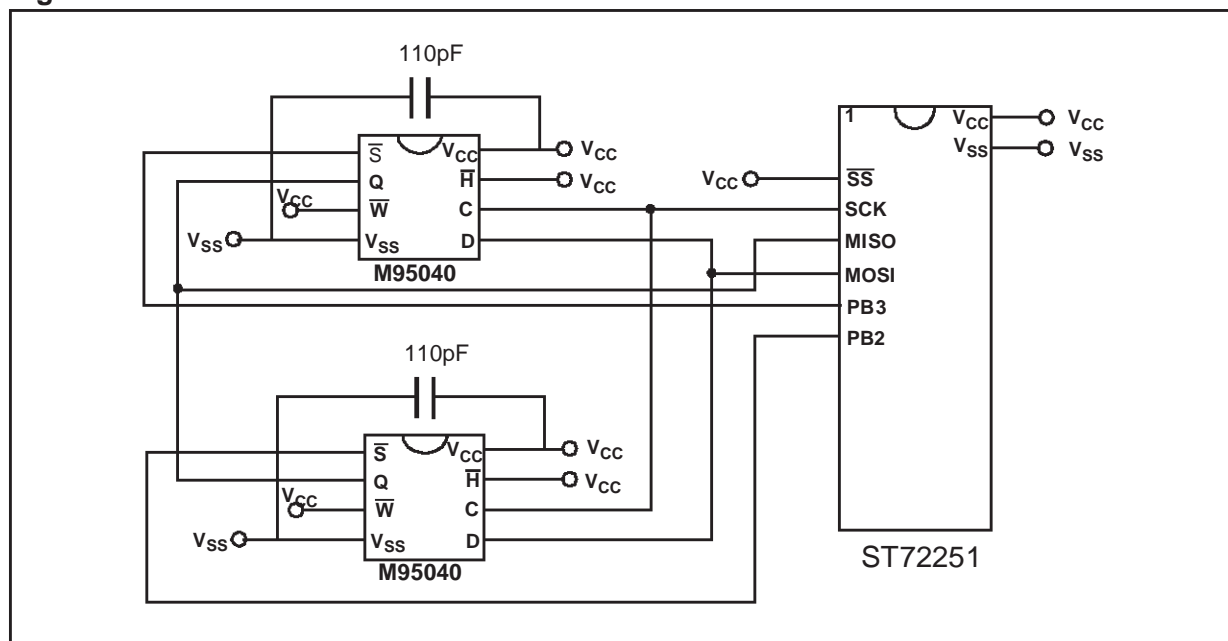 110pF
1
V̅CC
VCC
VSS
VCC
VSS
S̅
VCC
VCC
Q
H̅
VCC
VCC
SS̅
VCC
W̅
C
SCK
VSS
VSS
D
MISO
M95040
MOSI
PB3
PB2
110pF
S̅
VCC
VCC
Q
H̅
VCC
VCC
W̅
C
VSS
VSS
D
M95040
ST72251